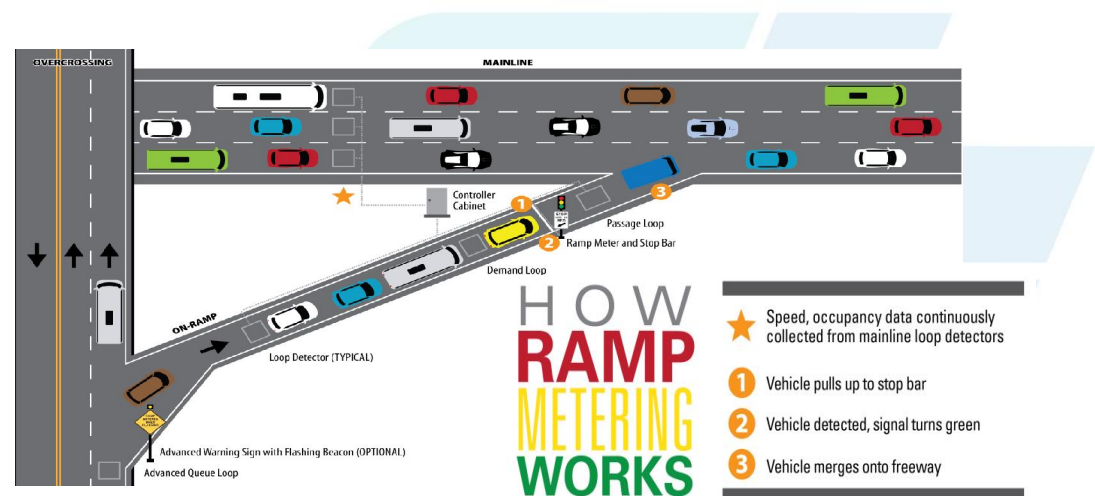 OVERCROSSING
MAINLINE
Controller
Cabinet
1
3
Passage Loop
2
Ramp Meter and Stop Bar
Demand Loop
ON-RAMP
Loop Detector (TYPICAL)
Advanced Warning Sign with Flashing Beacon (OPTIONAL)
Advanced Queue Loop
HOW
RAMP
METERING
WORKS
Speed, occupancy data continuously
collected from mainline loop detectors
1 Vehicle pulls up to stop bar
2 Vehicle detected, signal turns green
3 Vehicle merges onto freeway